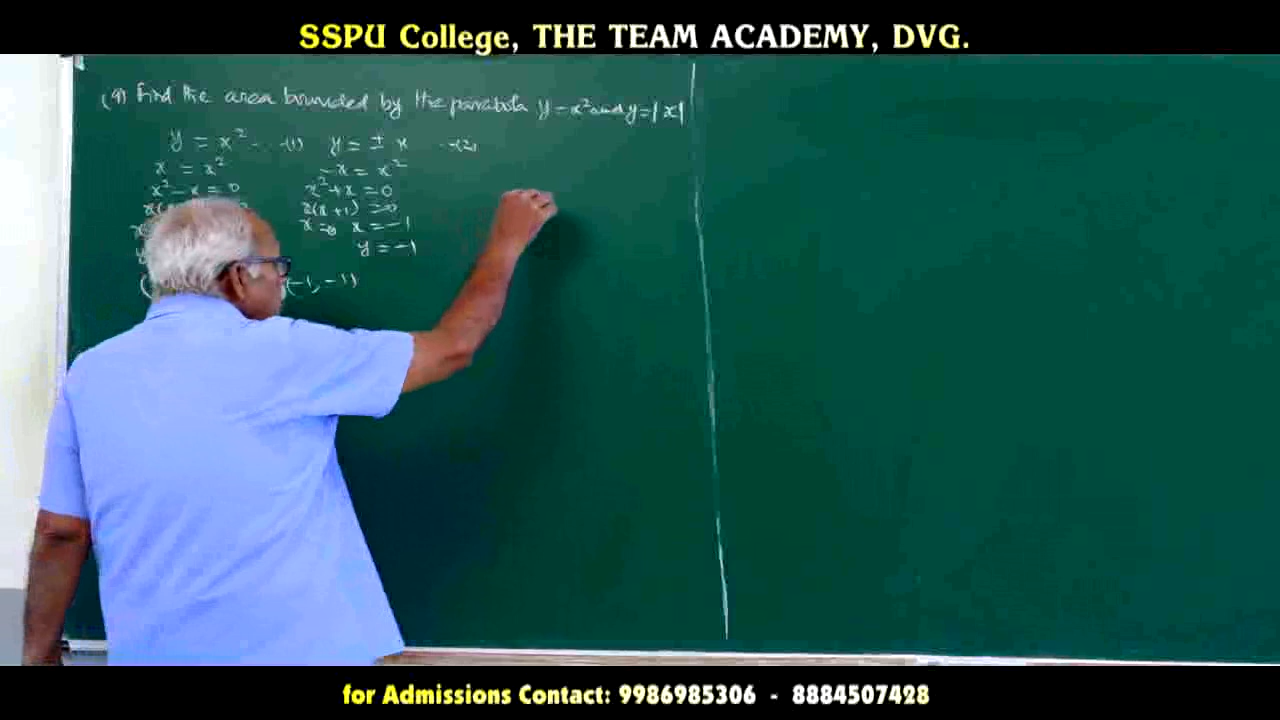 SSPU College, THE TEAM ACADEMY, DVG.
(9) Find the area bounded by the parabola y = x² and y = |x|
y = x² ... (1) y = ± x ...(2)
x = x² -x = x²
x² - x = 0 x² + x = 0
x( x(x+1) = 0
x = 0 x = -1
y y = -1
( (-1, -1)
for Admissions Contact: 9986985306 - 8884507428